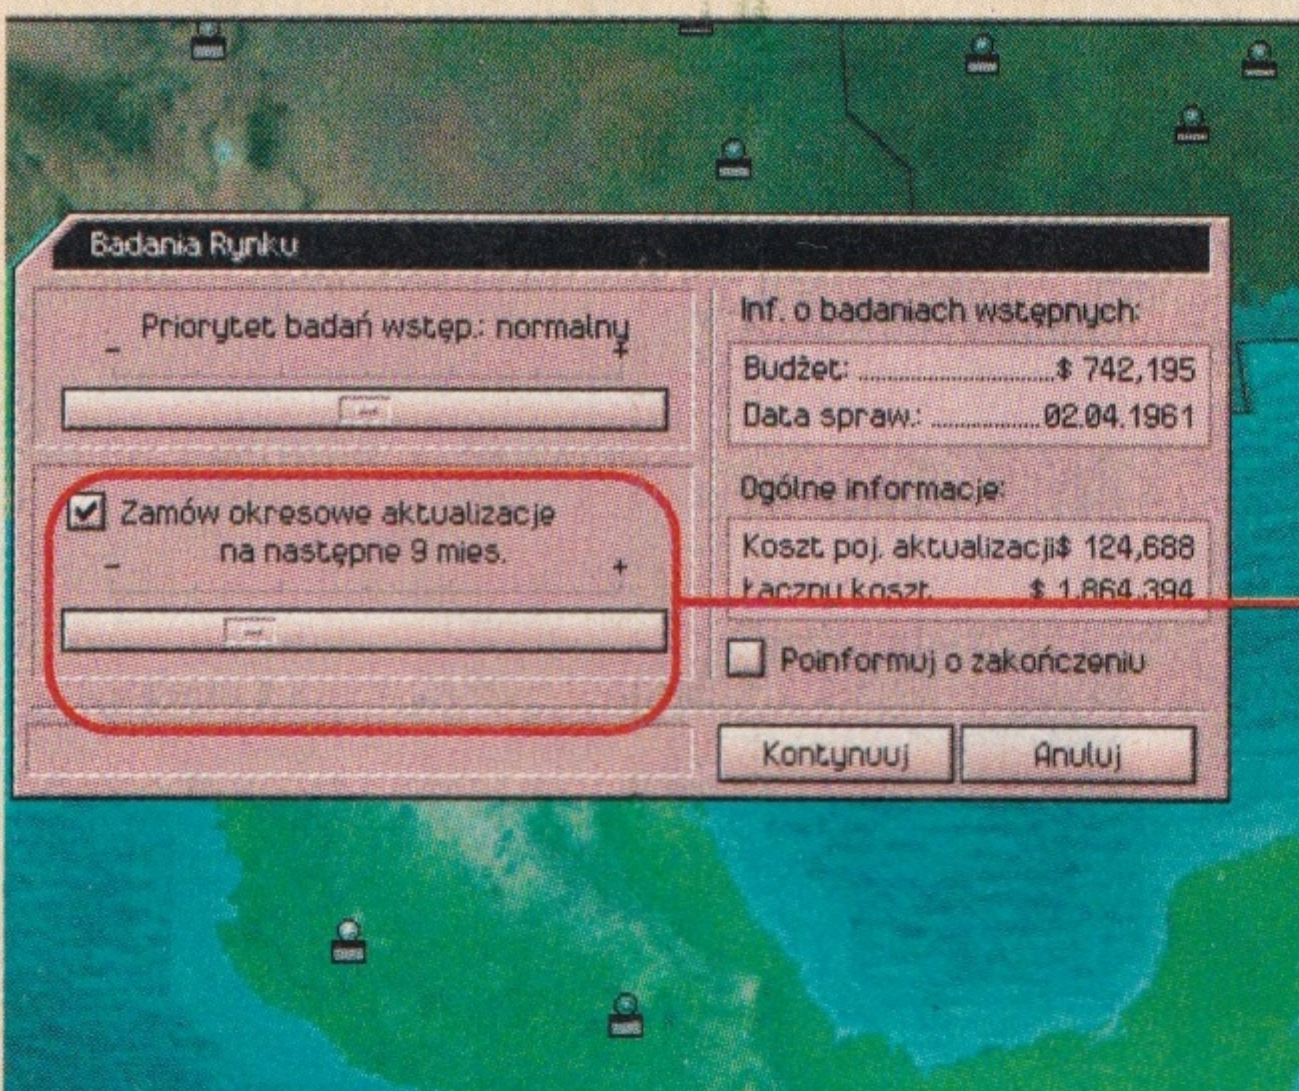 Badania Rynku
Priorytet badań wstęp.: normalny
- +
Zamów okresowe aktualizacje
na następne 9 mies.
- +
Inf. o badaniach wstępnych:
Budżet: ..............................$ 742,195
Data spraw.: .................02.04.1961
Ogólne informacje:
Koszt poj. aktualizacji$ 124,688
Łączny koszt $ 1,864,394
Poinformuj o zakończeniu
Kontynuuj
Anuluj